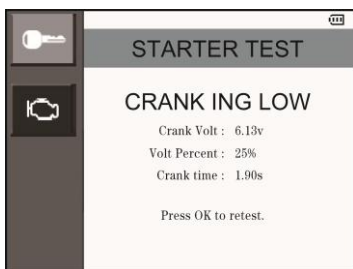 STARTER TEST
CRANK ING LOW
Crank Volt : 6.13v
Volt Percent : 25%
Crank time : 1.90s
Press OK to retest.